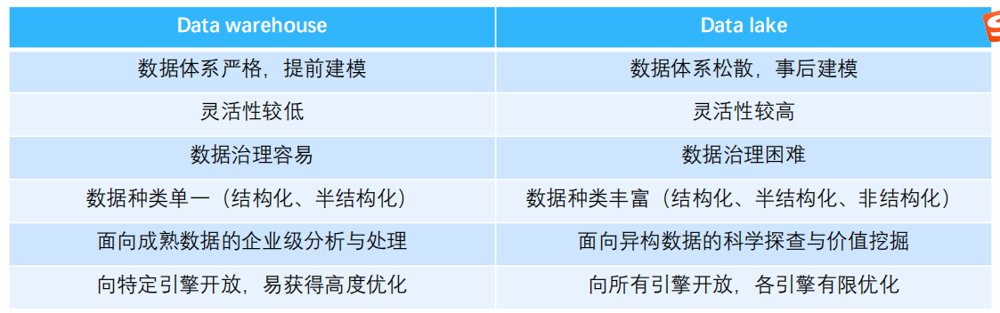 Data warehouse
Data lake
数据体系严格，提前建模
数据体系松散，事后建模
灵活性较低
灵活性较高
数据治理容易
数据治理困难
数据种类单一（结构化、半结构化）
数据种类丰富（结构化、半结构化、非结构化）
面向成熟数据的企业级分析与处理
面向异构数据的科学探查与价值挖掘
向特定引擎开放，易获得高度优化
向所有引擎开放，各引擎有限优化